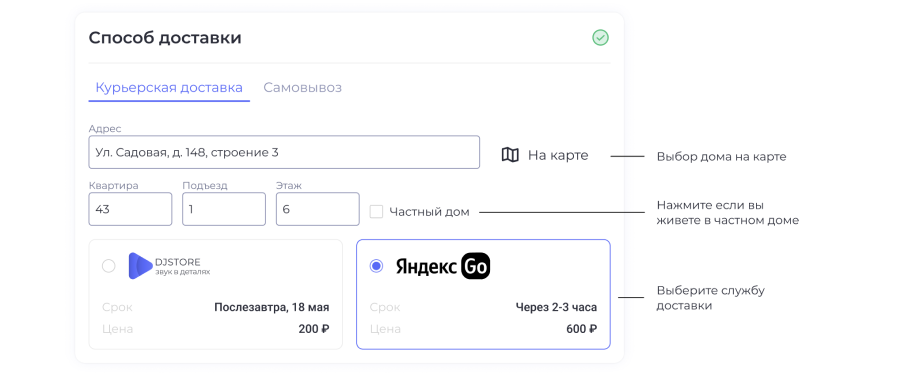 Способ доставки
Курьерская доставка Самовывоз
Адрес
Ул. Садовая, д. 148, строение 3
На карте
Выбор дома на карте
Квартира Подъезд Этаж
43 1 6
Частный дом
Нажмите если вы
живете в частном доме
DJSTORE
звук в деталях
Срок Послезавтра, 18 мая
Цена 200 ₽
Яндекс Go
Срок Через 2-3 часа
Цена 600 ₽
Выберите службу
доставки